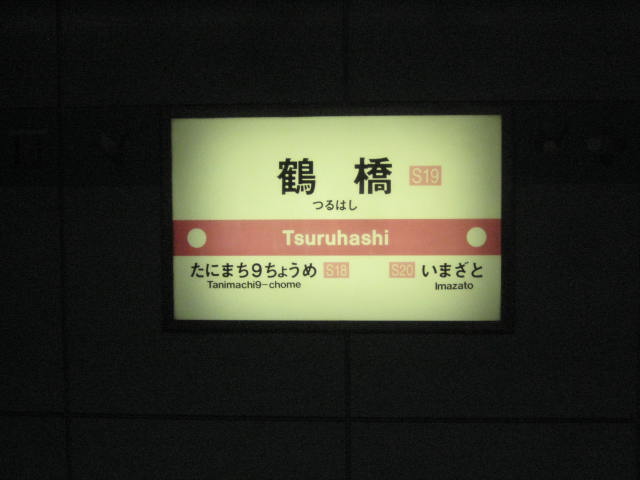 鶴橋 S19
つるはし
Tsuruhashi
たにまち9ちょうめ S18 S20 いまざと
Tanimachi9-chome Imazato